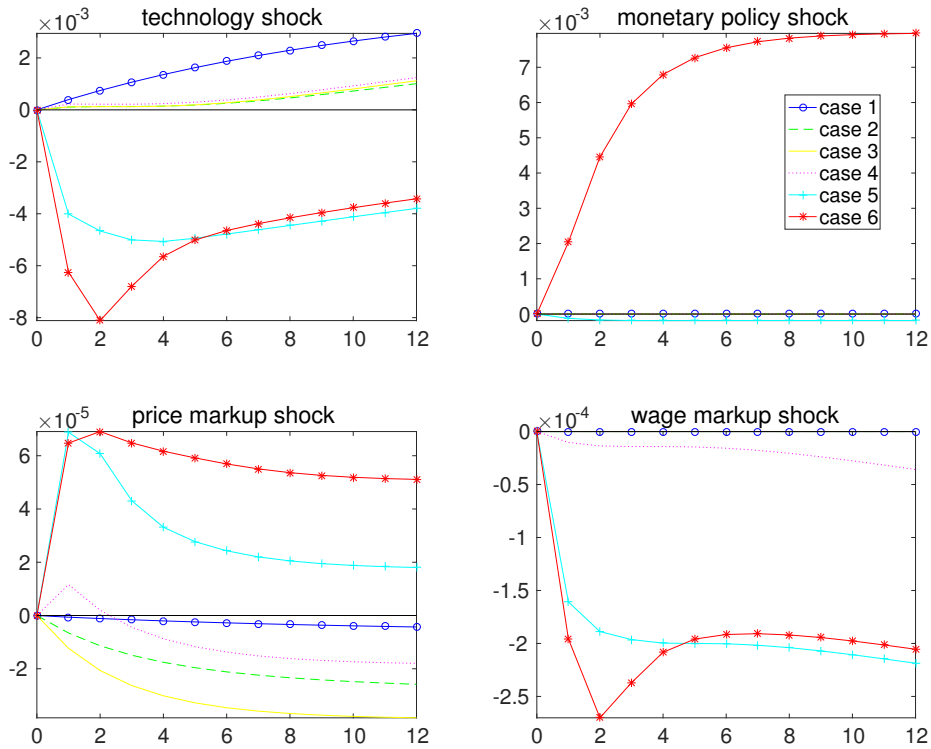 technology shock
×10⁻³
2
0
-2
-4
-6
-8
0 2 4 6 8 10 12
monetary policy shock
×10⁻³
7
6
5
4
3
2
1
0
0 2 4 6 8 10 12
case 1
case 2
case 3
case 4
case 5
case 6
price markup shock
×10⁻⁵
6
4
2
0
-2
0 2 4 6 8 10 12
wage markup shock
×10⁻⁴
0
-0.5
-1
-1.5
-2
-2.5
0 2 4 6 8 10 12